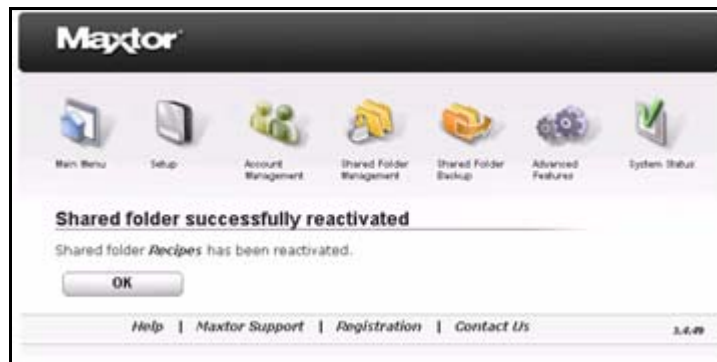 Maxtor
Main Menu
Setup
Account Management
Shared Folder Management
Shared Folder Backup
Advanced Features
System Status
Shared folder successfully reactivated
Shared folder Recipes has been reactivated.
OK
Help | Maxtor Support | Registration | Contact Us